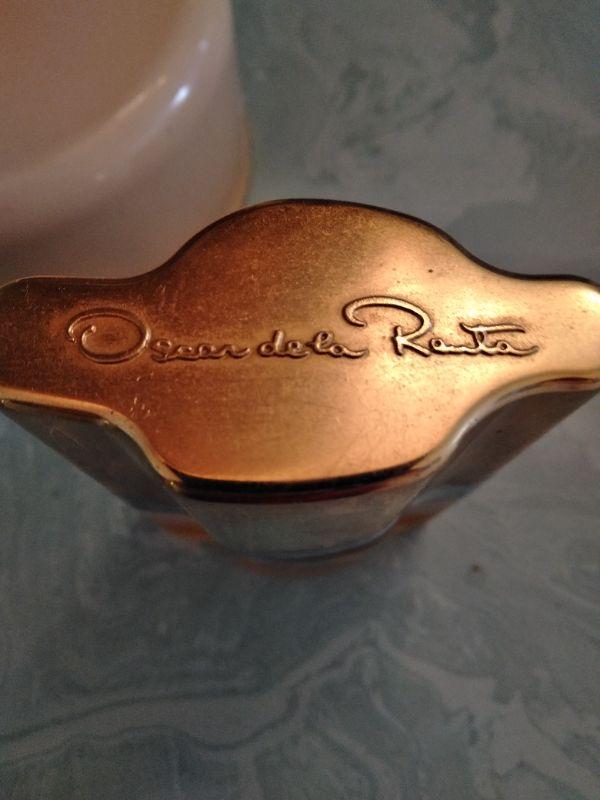 Oscar de la Renta